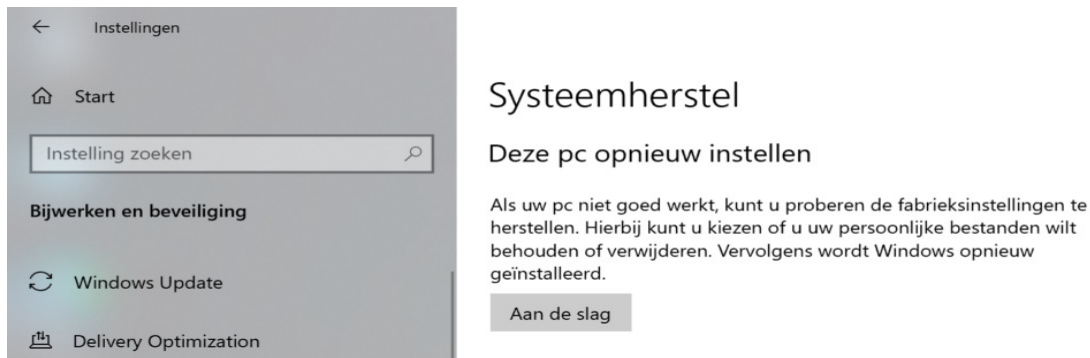 Instellingen
Start
Instelling zoeken
Bijwerken en beveiliging
Windows Update
Delivery Optimization
Systeemherstel
Deze pc opnieuw instellen
Als uw pc niet goed werkt, kunt u proberen de fabrieksinstellingen te
herstellen. Hierbij kunt u kiezen of u uw persoonlijke bestanden wilt
behouden of verwijderen. Vervolgens wordt Windows opnieuw
geïnstalleerd.
Aan de slag